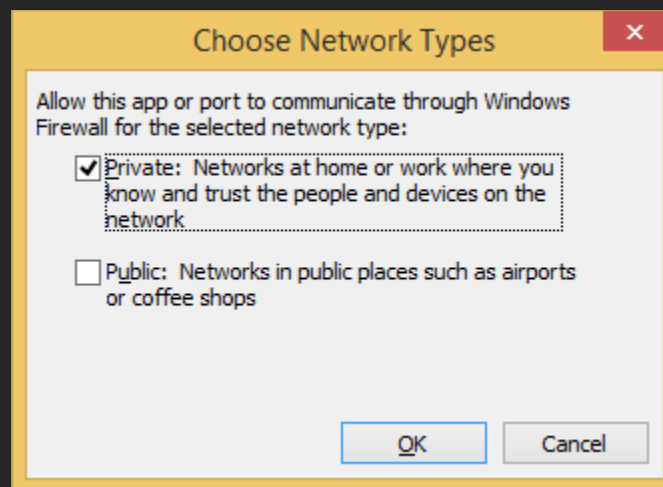 Choose Network Types
Allow this app or port to communicate through Windows
Firewall for the selected network type:
Private: Networks at home or work where you
know and trust the people and devices on the
network
Public: Networks in public places such as airports
or coffee shops
OK
Cancel